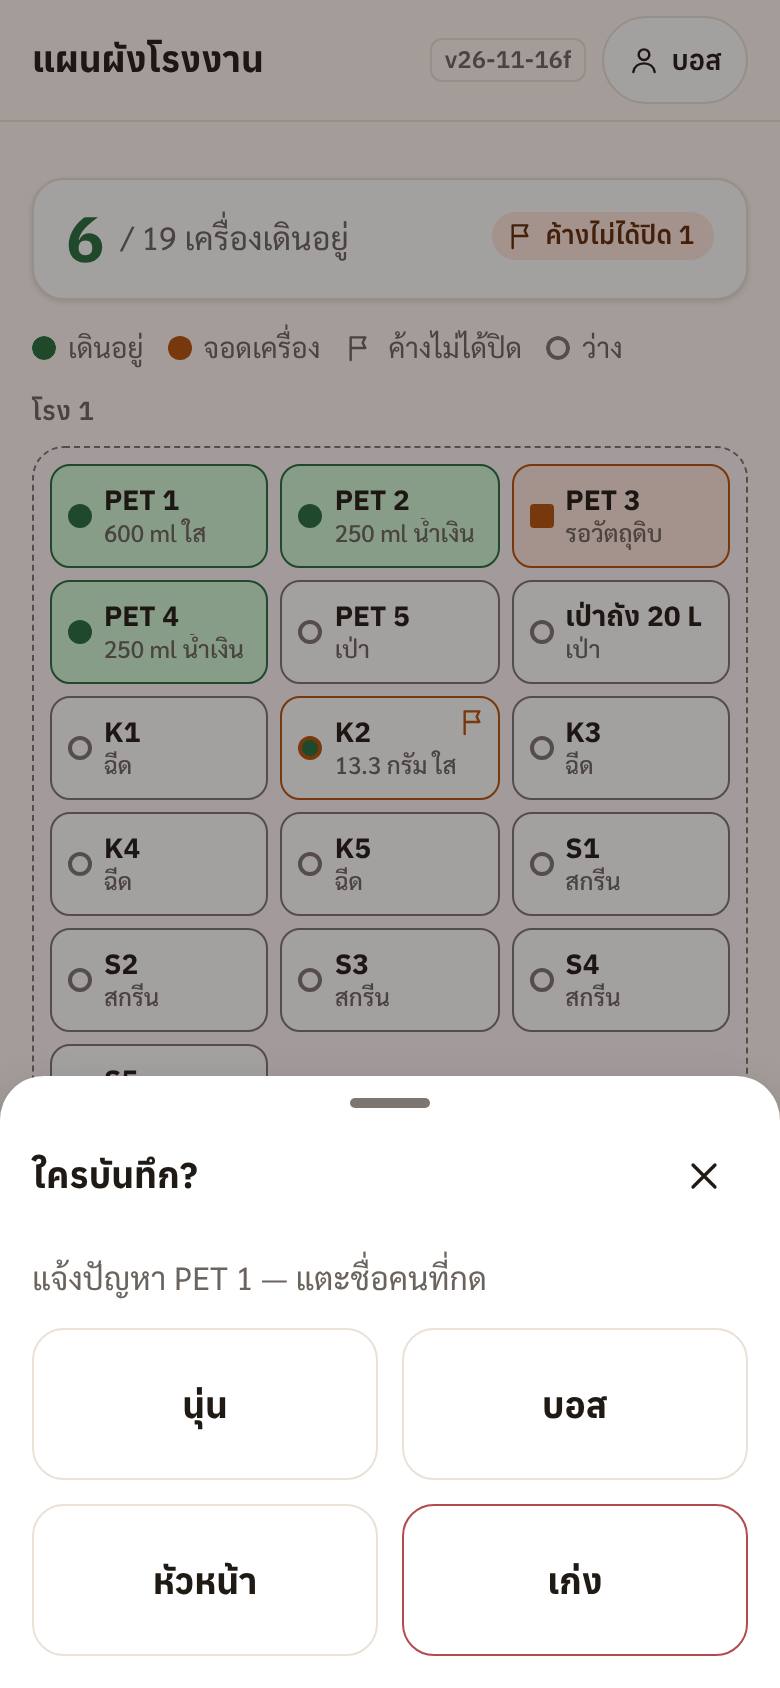 แผนผังโรงงาน
v26-11-16f
บอส
6 / 19 เครื่องเดินอยู่
ค้างไม่ได้ปิด 1
เดินอยู่
จอดเครื่อง
ค้างไม่ได้ปิด
ว่าง
โรง 1
PET 1
600 ml ใส
PET 2
250 ml น้ำเงิน
PET 3
รอวัตถุดิบ
PET 4
250 ml น้ำเงิน
PET 5
เป่า
เป่าถัง 20 L
เป่า
K1
ฉีด
K2
13.3 กรัม ใส
K3
ฉีด
K4
ฉีด
K5
ฉีด
S1
สกรีน
S2
สกรีน
S3
สกรีน
S4
สกรีน
S5
ใครบันทึก?
แจ้งปัญหา PET 1 — แตะชื่อคนที่กด
นุ่น
บอส
หัวหน้า
เก่ง